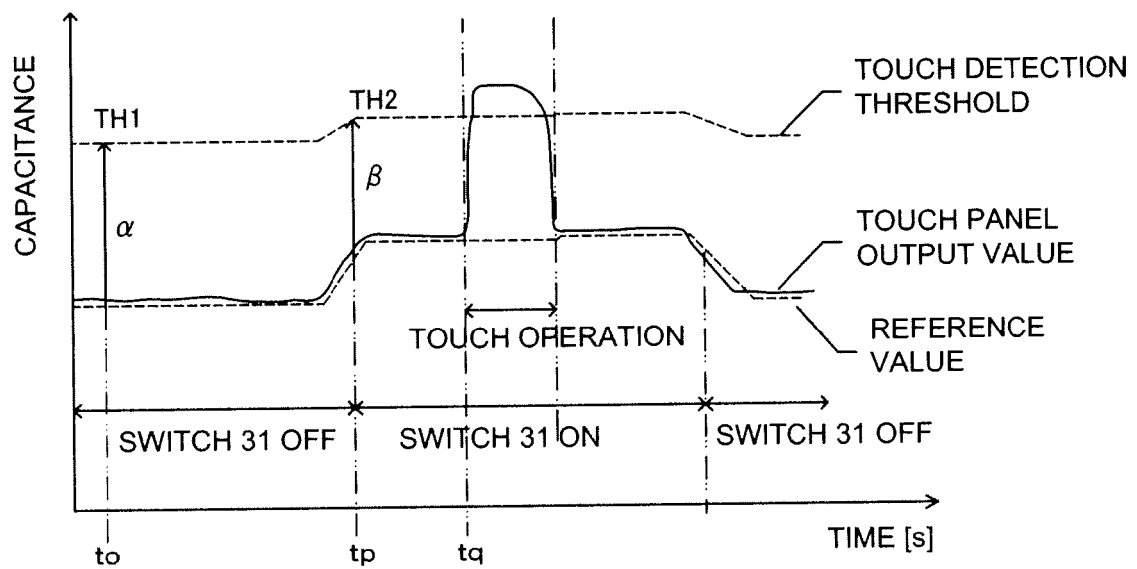 CAPACITANCE
TH1
TH2
α
β
TOUCH DETECTION
THRESHOLD
TOUCH PANEL
OUTPUT VALUE
REFERENCE
VALUE
TOUCH OPERATION
SWITCH 31 OFF
SWITCH 31 ON
SWITCH 31 OFF
to
tp
tq
TIME [s]